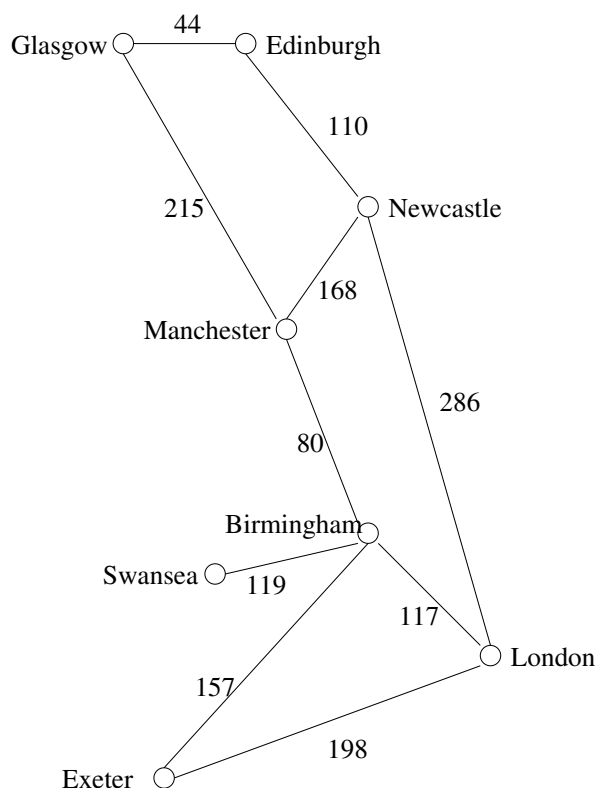 44
Glasgow
Edinburgh
110
215
Newcastle
168
Manchester
286
80
Birmingham
Swansea
119
117
London
157
198
Exeter